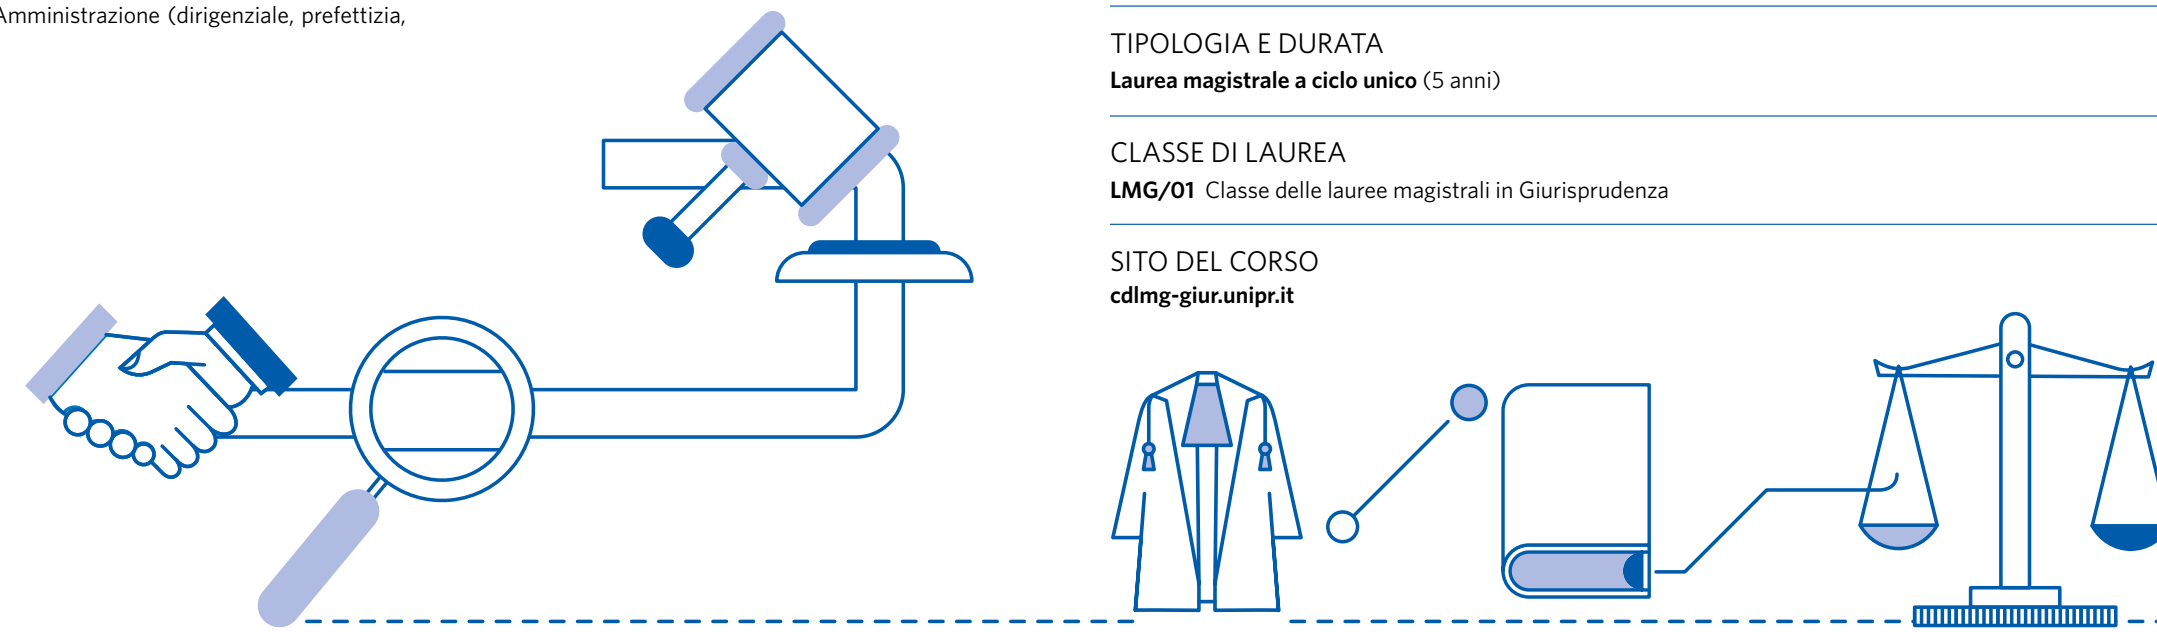 Amministrazione (dirigenziale, prefettizia,
TIPOLOGIA E DURATA
Laurea magistrale a ciclo unico (5 anni)
CLASSE DI LAUREA
LMG/01 Classe delle lauree magistrali in Giurisprudenza
SITO DEL CORSO
cdlmg-giur.unipr.it